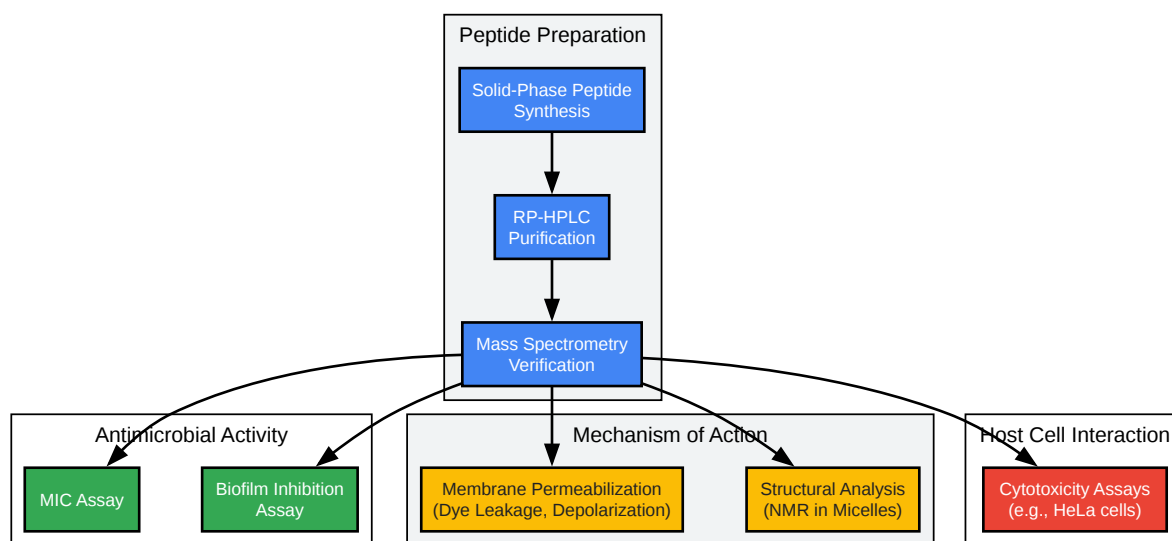 Peptide Preparation
Solid-Phase Peptide
Synthesis
RP-HPLC
Purification
Mass Spectrometry
Verification
Antimicrobial Activity
MIC Assay
Biofilm Inhibition
Assay
Mechanism of Action
Membrane Permeabilization
(Dye Leakage, Depolarization)
Structural Analysis
(NMR in Micelles)
Host Cell Interaction
Cytotoxicity Assays
(e.g., HeLa cells)